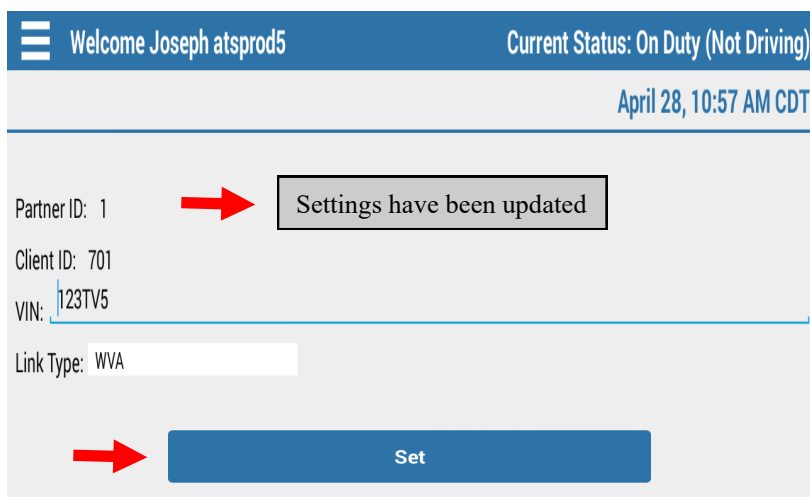 Welcome Joseph atsprod5 Current Status: On Duty (Not Driving)
April 28, 10:57 AM CDT
Partner ID: 1 Settings have been updated
Client ID: 701
VIN: 123TV5
Link Type: WVA
Set